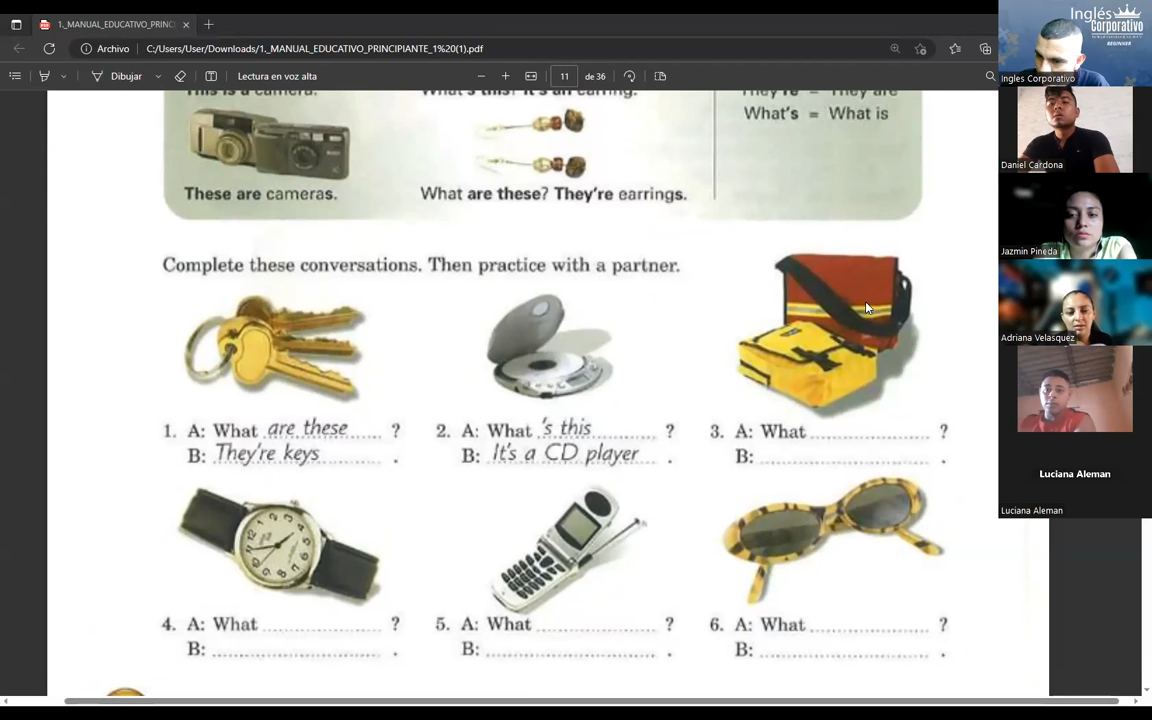 1._MANUAL_EDUCATIVO_PRINC
Archivo
C:/Users/User/Downloads/1._MANUAL_EDUCATIVO_PRINCIPIANTE_1%20(1).pdf
Dibujar
Lectura en voz alta
11
de 36
This is a camera.
What's this? It's an earring.
They're = They are
What's = What is
These are cameras.
What are these? They're earrings.
Complete these conversations. Then practice with a partner.
1. A: What are these ?
B: They're keys .
2. A: What 's this ?
B: It's a CD player .
3. A: What ?
B: .
4. A: What ?
B: .
5. A: What ?
B: .
6. A: What ?
B: .
Inglés
Corporativo
BEGINNER
Ingles Corporativo
Daniel Cardona
Jazmin Pineda
Adriana Velasquez
Luciana Aleman
Luciana Aleman